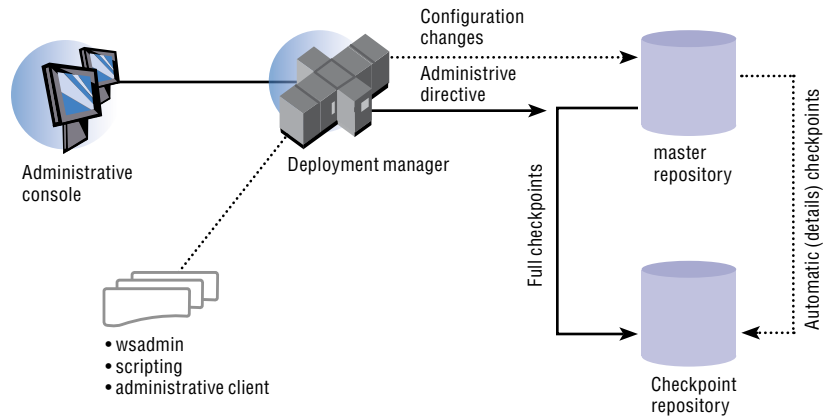 Configuration
changes
Administrive
directive
Administrative
console
Deployment manager
master
repository
Full checkpoints
Automatic (details) checkpoints
• wsadmin
• scripting
• administrative client
Checkpoint
repository